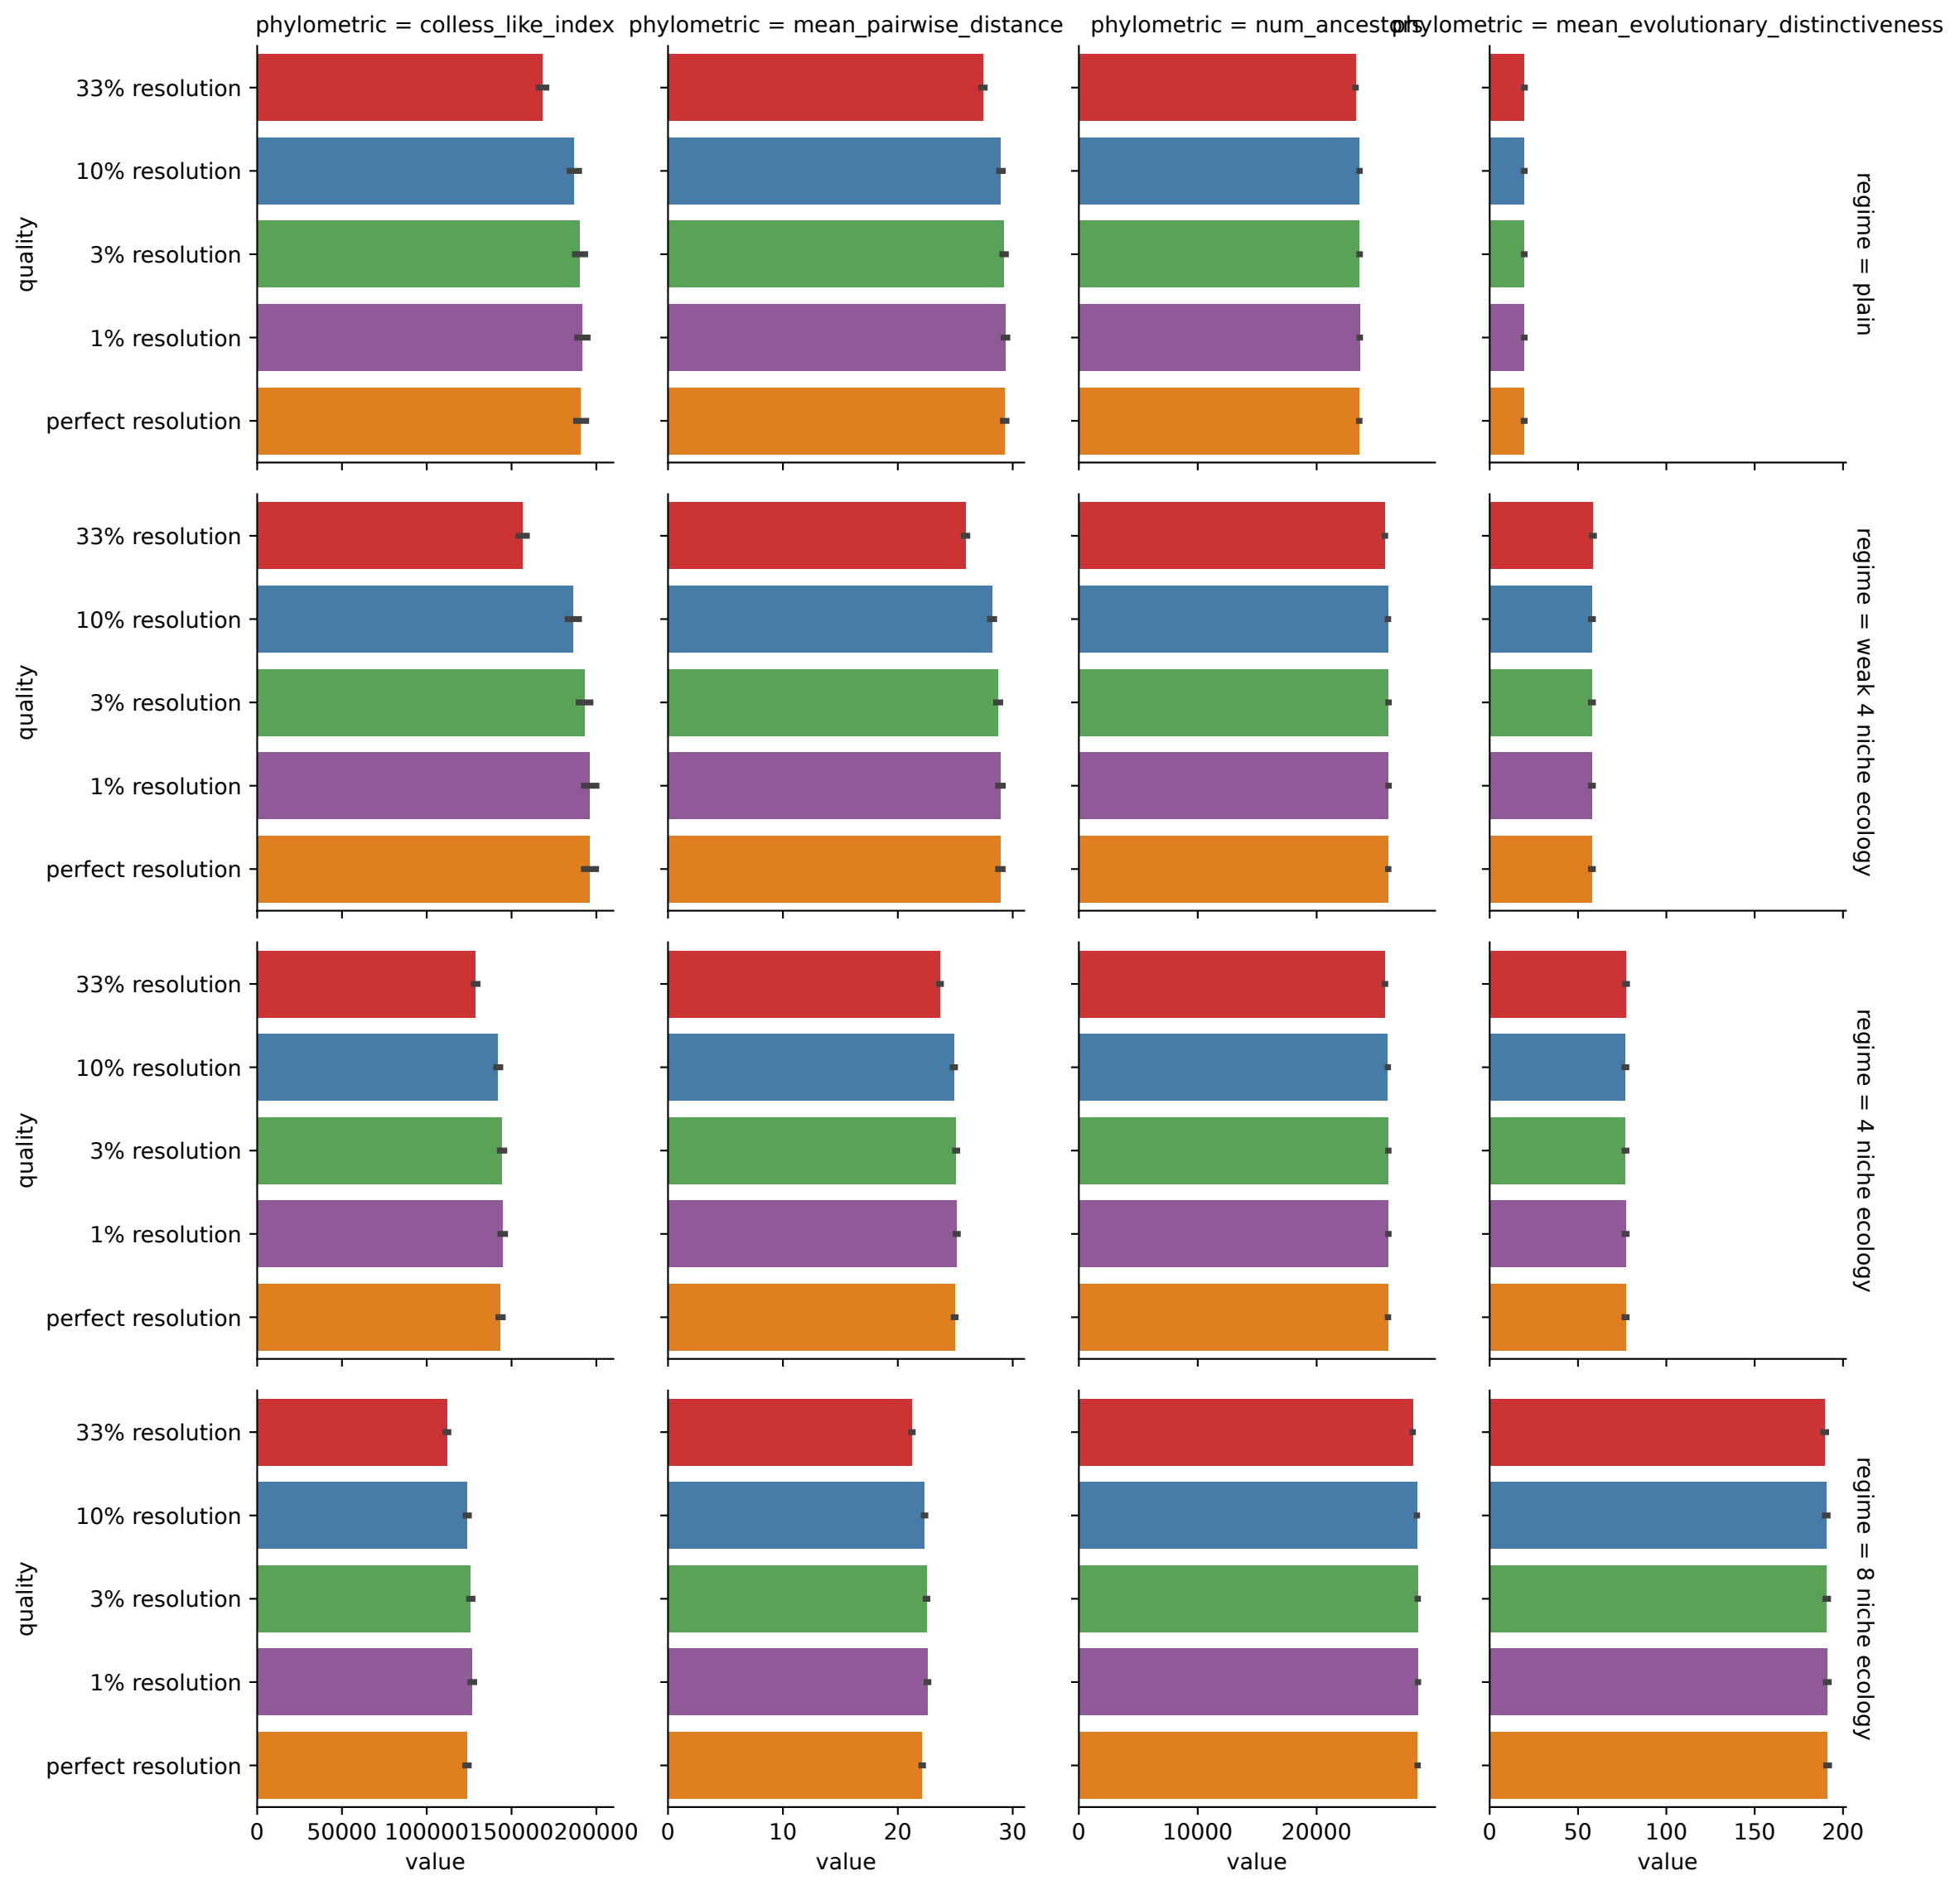 phylometric = colless_like_index
phylometric = mean_pairwise_distance
phylometric = num_ancestors
phylometric = mean_evolutionary_distinctiveness
quality
33% resolution
10% resolution
3% resolution
1% resolution
perfect resolution
regime = plain
quality
33% resolution
10% resolution
3% resolution
1% resolution
perfect resolution
regime = weak 4 niche ecology
quality
33% resolution
10% resolution
3% resolution
1% resolution
perfect resolution
regime = 4 niche ecology
quality
33% resolution
10% resolution
3% resolution
1% resolution
perfect resolution
regime = 8 niche ecology
0 50000 100000 150000 200000
0 10 20 30
0 10000 20000
0 50 100 150 200
value
value
value
value